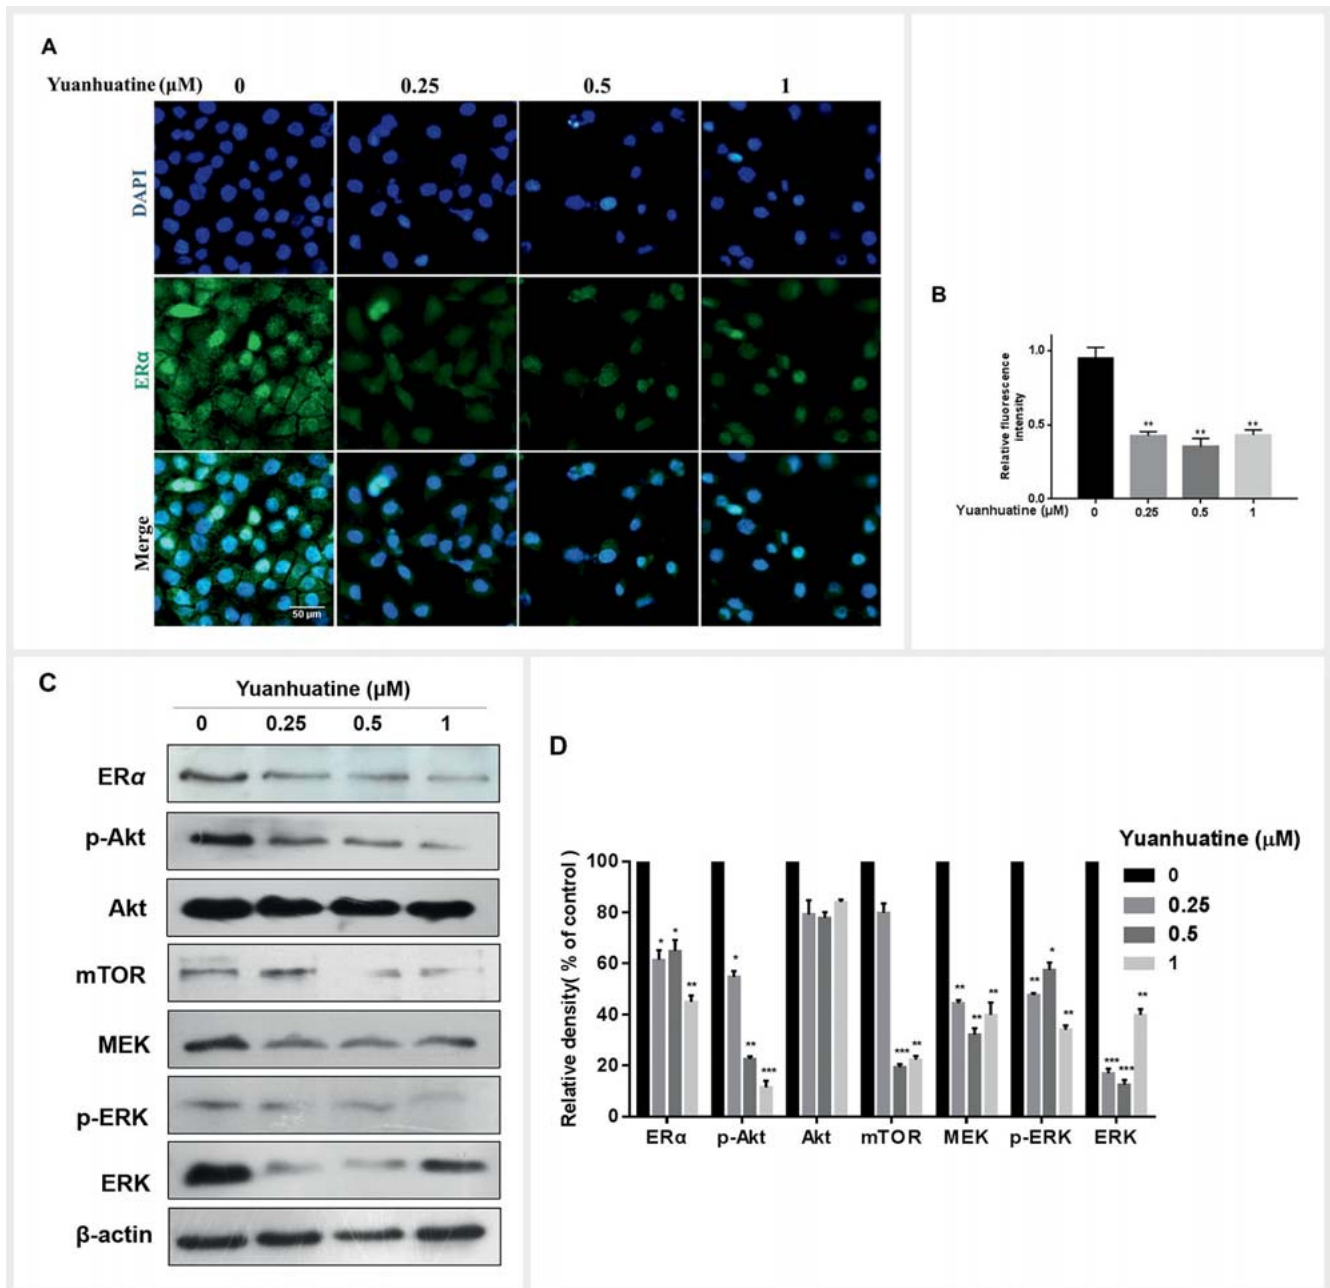 A
Yuanhuatine (μM) 0 0.25 0.5 1
DAPI
ERα
Merge
50 μm
B
Relative fluorescence
intensity
1.0
0.5
0.0
** ** **
Yuanhuatine (μM) 0 0.25 0.5 1
C
Yuanhuatine (μM)
0 0.25 0.5 1
ERα
p-Akt
Akt
mTOR
MEK
p-ERK
ERK
β-actin
D
Yuanhuatine (μM)
0
0.25
0.5
1
Relative density( % of control )
100
80
60
40
20
0
* * **
* ** ***
*** **
** ** **
** * **
*** *** **
ERα p-Akt Akt mTOR MEK p-ERK ERK